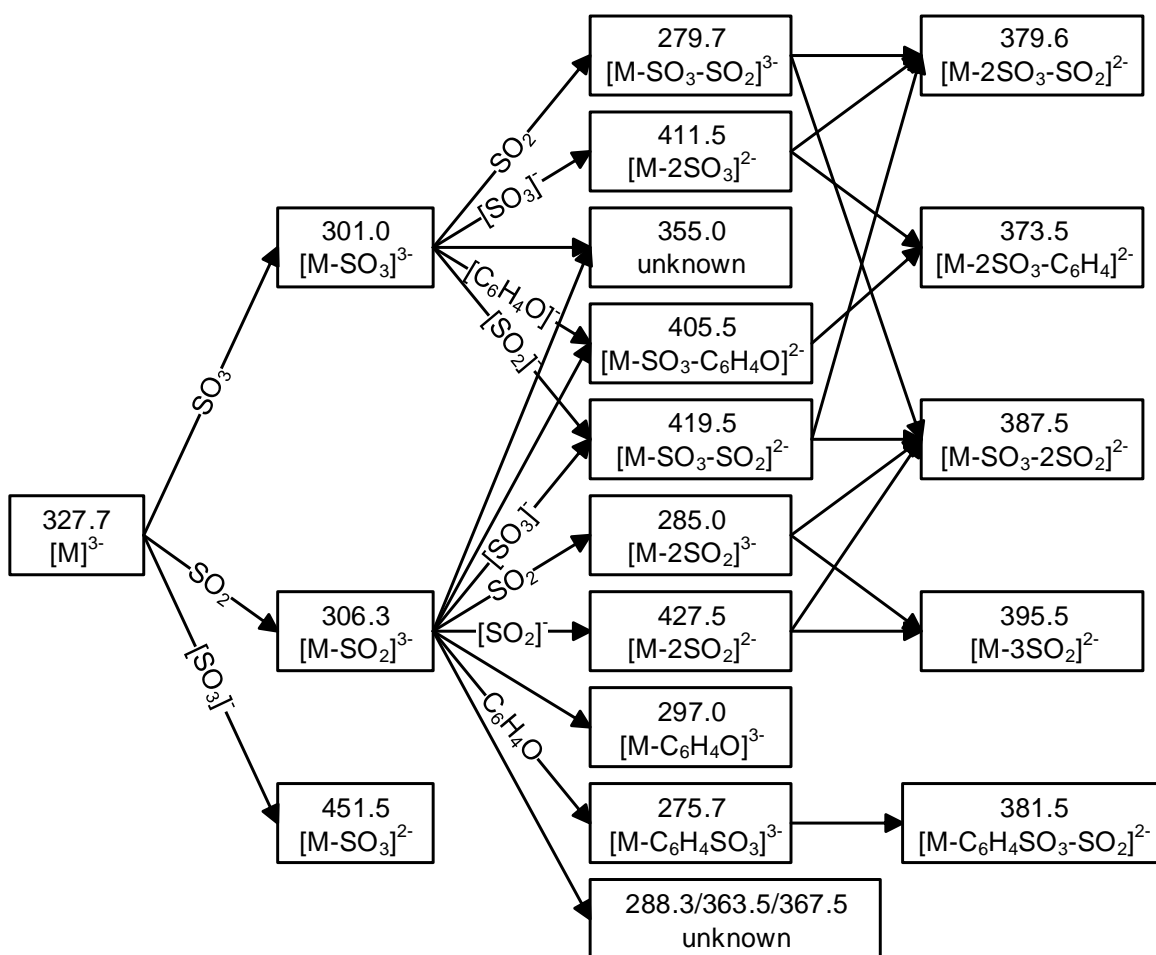 279.7
[M-SO₃-SO₂]³⁻
379.6
[M-2SO₃-SO₂]²⁻
SO₂
411.5
[M-2SO₃]²⁻
[SO₃]⁻
301.0
[M-SO₃]³⁻
355.0
unknown
373.5
[M-2SO₃-C₆H₄]²⁻
[C₆H₄O]⁻
405.5
[M-SO₃-C₆H₄O]²⁻
[SO₂]⁻
SO₃
419.5
[M-SO₃-SO₂]²⁻
387.5
[M-SO₃-2SO₂]²⁻
327.7
[M]³⁻
[SO₃]⁻
285.0
[M-2SO₂]³⁻
SO₂
SO₂
306.3
[M-SO₂]³⁻
[SO₂]⁻
427.5
[M-2SO₂]²⁻
395.5
[M-3SO₂]²⁻
[SO₃]⁻
C₆H₄O
297.0
[M-C₆H₄O]³⁻
451.5
[M-SO₃]²⁻
275.7
[M-C₆H₄SO₃]³⁻
381.5
[M-C₆H₄SO₃-SO₂]²⁻
288.3/363.5/367.5
unknown